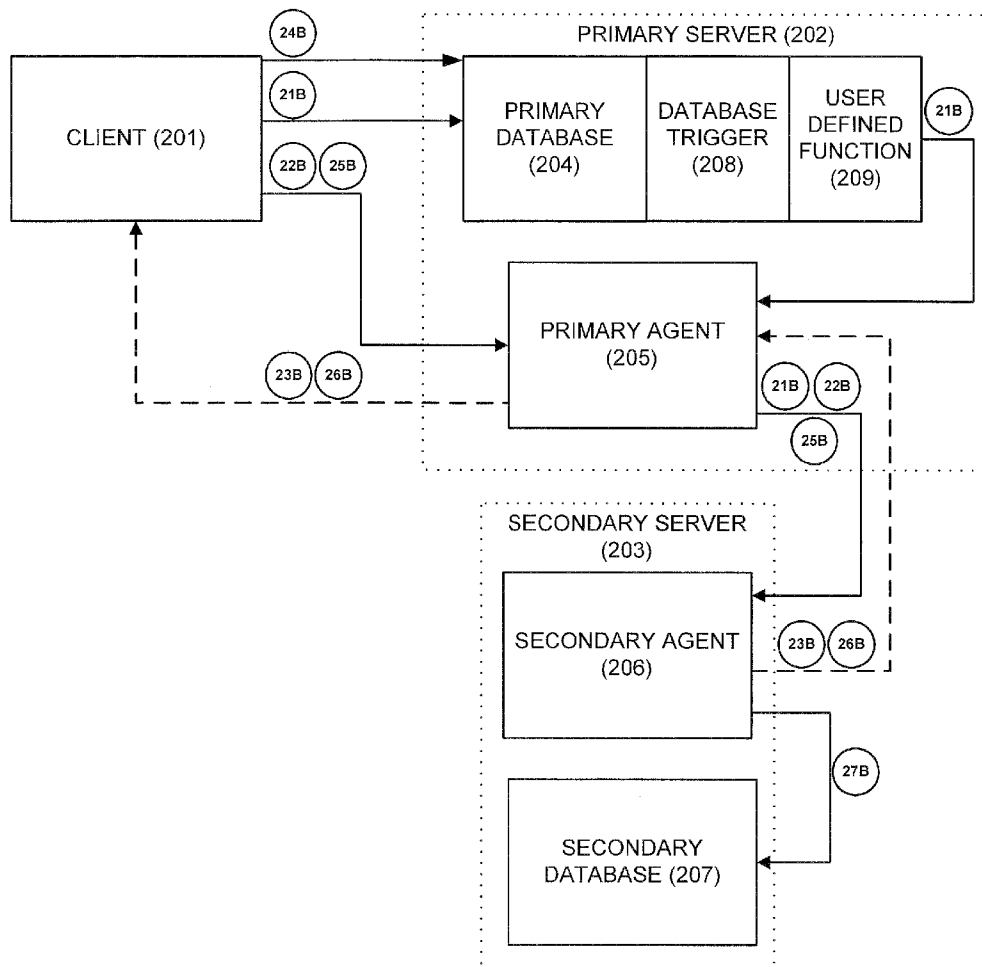 24B
PRIMARY SERVER (202)
21B
CLIENT (201)
22B 25B
PRIMARY
DATABASE
(204)
DATABASE
TRIGGER
(208)
USER
DEFINED
FUNCTION
(209)
21B
PRIMARY AGENT
(205)
23B 26B
21B 22B
25B
SECONDARY SERVER
(203)
SECONDARY AGENT
(206)
23B 26B
27B
SECONDARY
DATABASE (207)